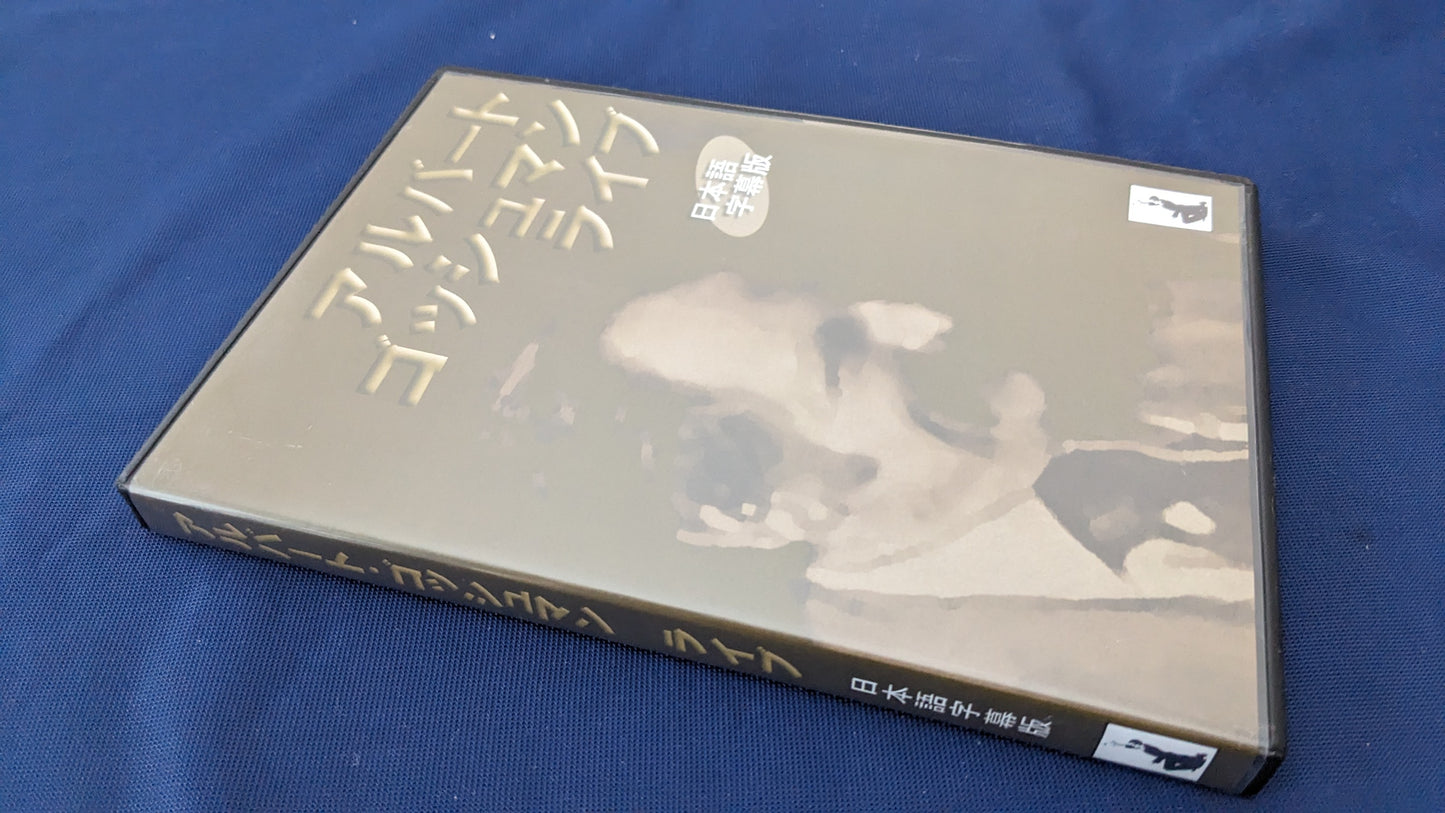 アルバート
ゴッシュマン
ライブ
日本語
字幕版
アルバート・ゴッシュマン ライブ 日本語字幕版